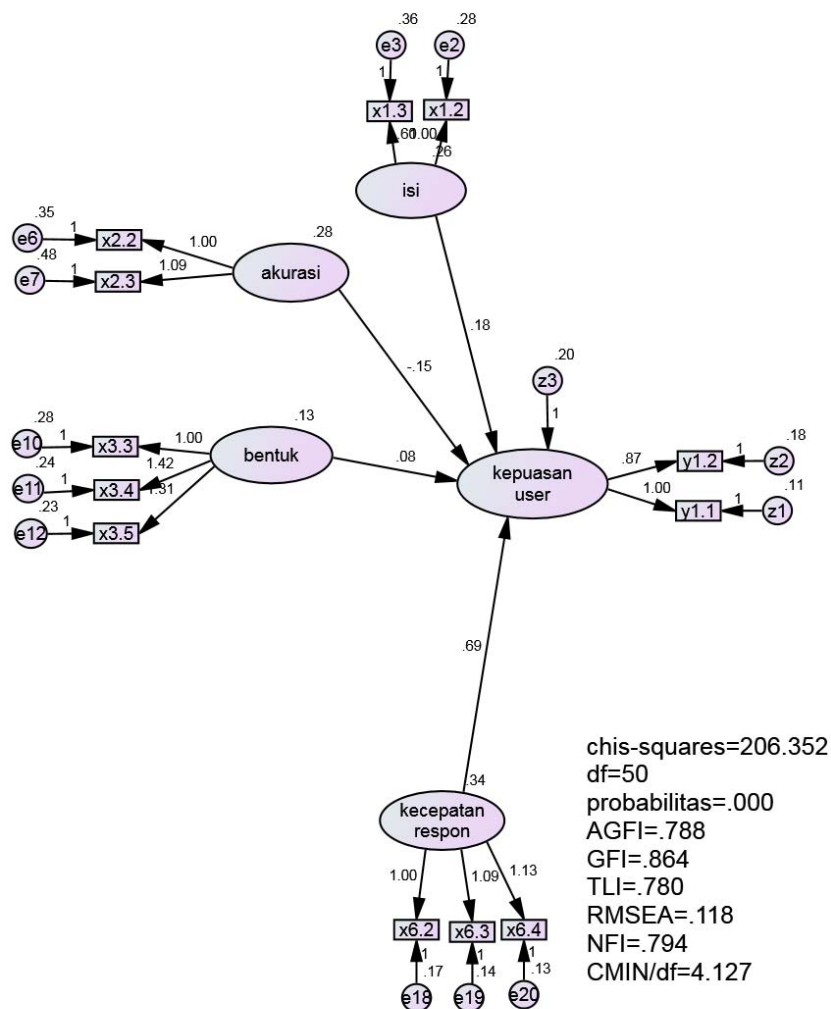 .36
.28
e3
e2
1
1
x1.3
x1.2
1.00
.26
isi
.35
e6
1
x2.2
1.00
.28
.48
e7
1
x2.3
1.09
akurasi
.18
-.15
.20
z3
1
.28
e10
1
x3.3
1.00
.13
.24
e11
1
x3.4
1.42
bentuk
.08
.23
e12
1
x3.5
1.31
kepuasan
user
.87
y1.2
1
z2
.18
1.00
y1.1
1
z1
.11
.69
.34
kecepatan
respon
1.00
1.09
1.13
x6.2
x6.3
x6.4
1
1
1
.17
.14
.13
e18
e19
e20
chis-squares=206.352
df=50
probabilitas=.000
AGFI=.788
GFI=.864
TLI=.780
RMSEA=.118
NFI=.794
CMIN/df=4.127